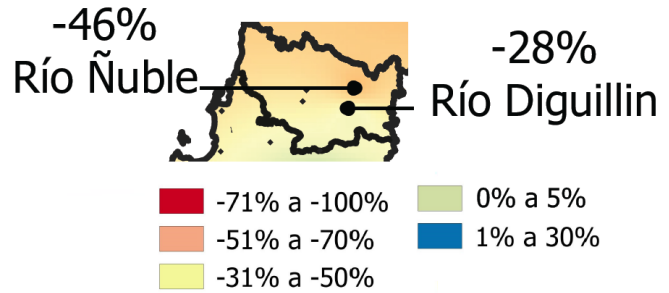 -46%
Río Ñuble
-28%
Río Diguillin
-71% a -100%
-51% a -70%
-31% a -50%
0% a 5%
1% a 30%